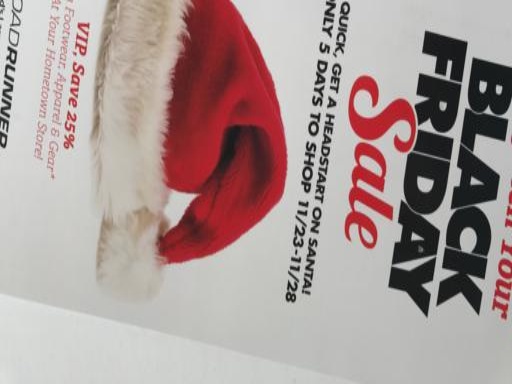 Your
BLACK
FRIDAY
Sale
QUICK, GET A HEADSTART ON SANTA!
ONLY 5 DAYS TO SHOP 11/23-11/28
VIP, Save 25%
Footwear, Apparel & Gear*
At Your Hometown Store!
ROADRUNNER